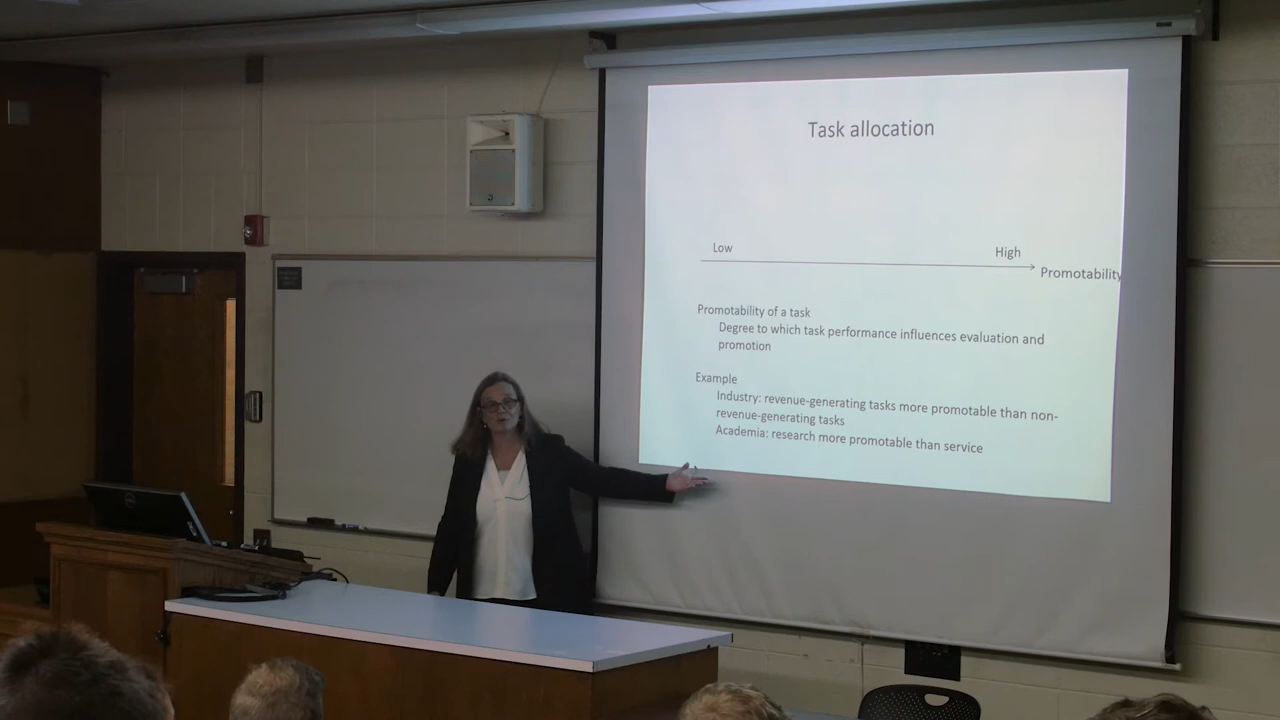 Task allocation
Low
High
Promotability
Promotability of a task
Degree to which task performance influences evaluation and
promotion
Example
Industry: revenue-generating tasks more promotable than non-
revenue-generating tasks
Academia: research more promotable than service